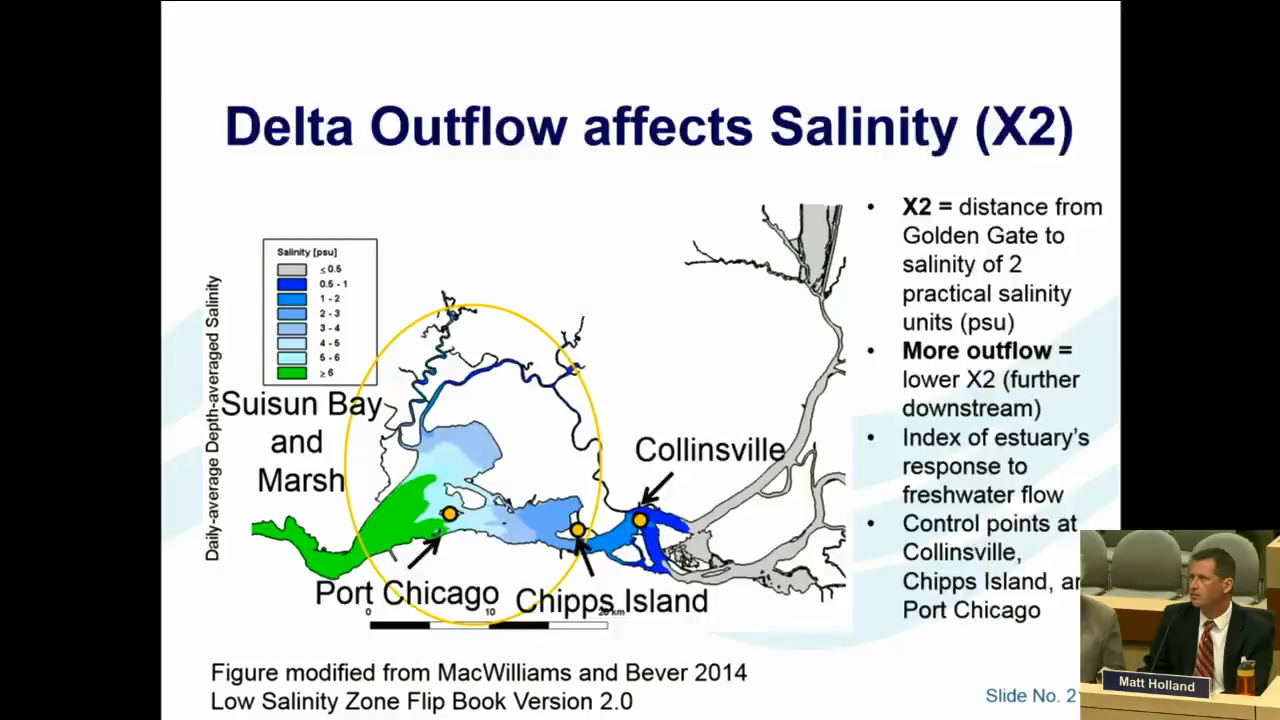 Delta Outflow affects Salinity (X2)
Daily-average Depth-averaged Salinity
Salinity [psu]
≤ 0.5
0.5 - 1
1 - 2
2 - 3
3 - 4
4 - 5
5 - 6
≥ 6
Suisun Bay
and
Marsh
Collinsville
Port Chicago
Chipps Island
0
10
km
Figure modified from MacWilliams and Bever 2014
Low Salinity Zone Flip Book Version 2.0
• X2 = distance from
Golden Gate to
salinity of 2
practical salinity
units (psu)
• More outflow =
lower X2 (further
downstream)
• Index of estuary's
response to
freshwater flow
• Control points at
Collinsville,
Chipps Island,
Port Chicago
Slide No.
Matt Holland